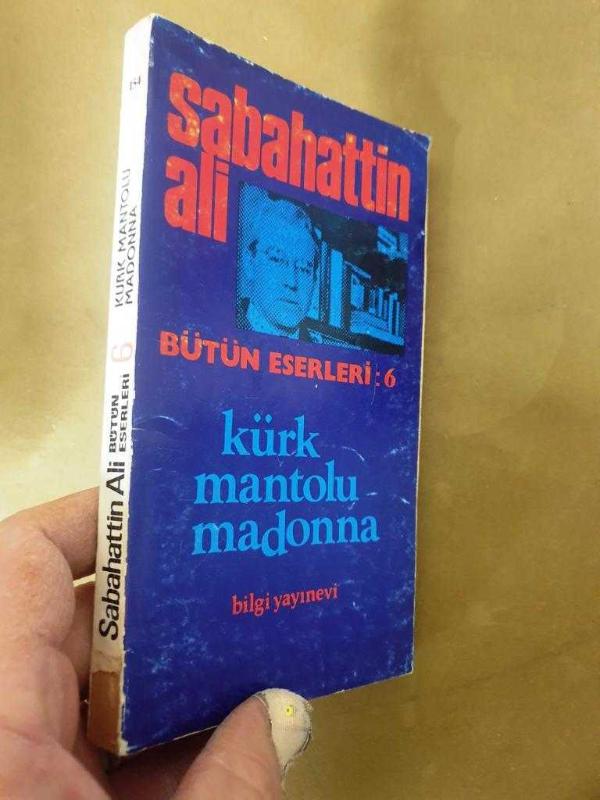 sabahattin
ali
BÜTÜN ESERLERİ : 6
kürk
mantolu
madonna
bilgi yayınevi
Sabahattin Ali
BÜTÜN
ESERLERİ
6
KÜRK MANTOLU
MADONNA